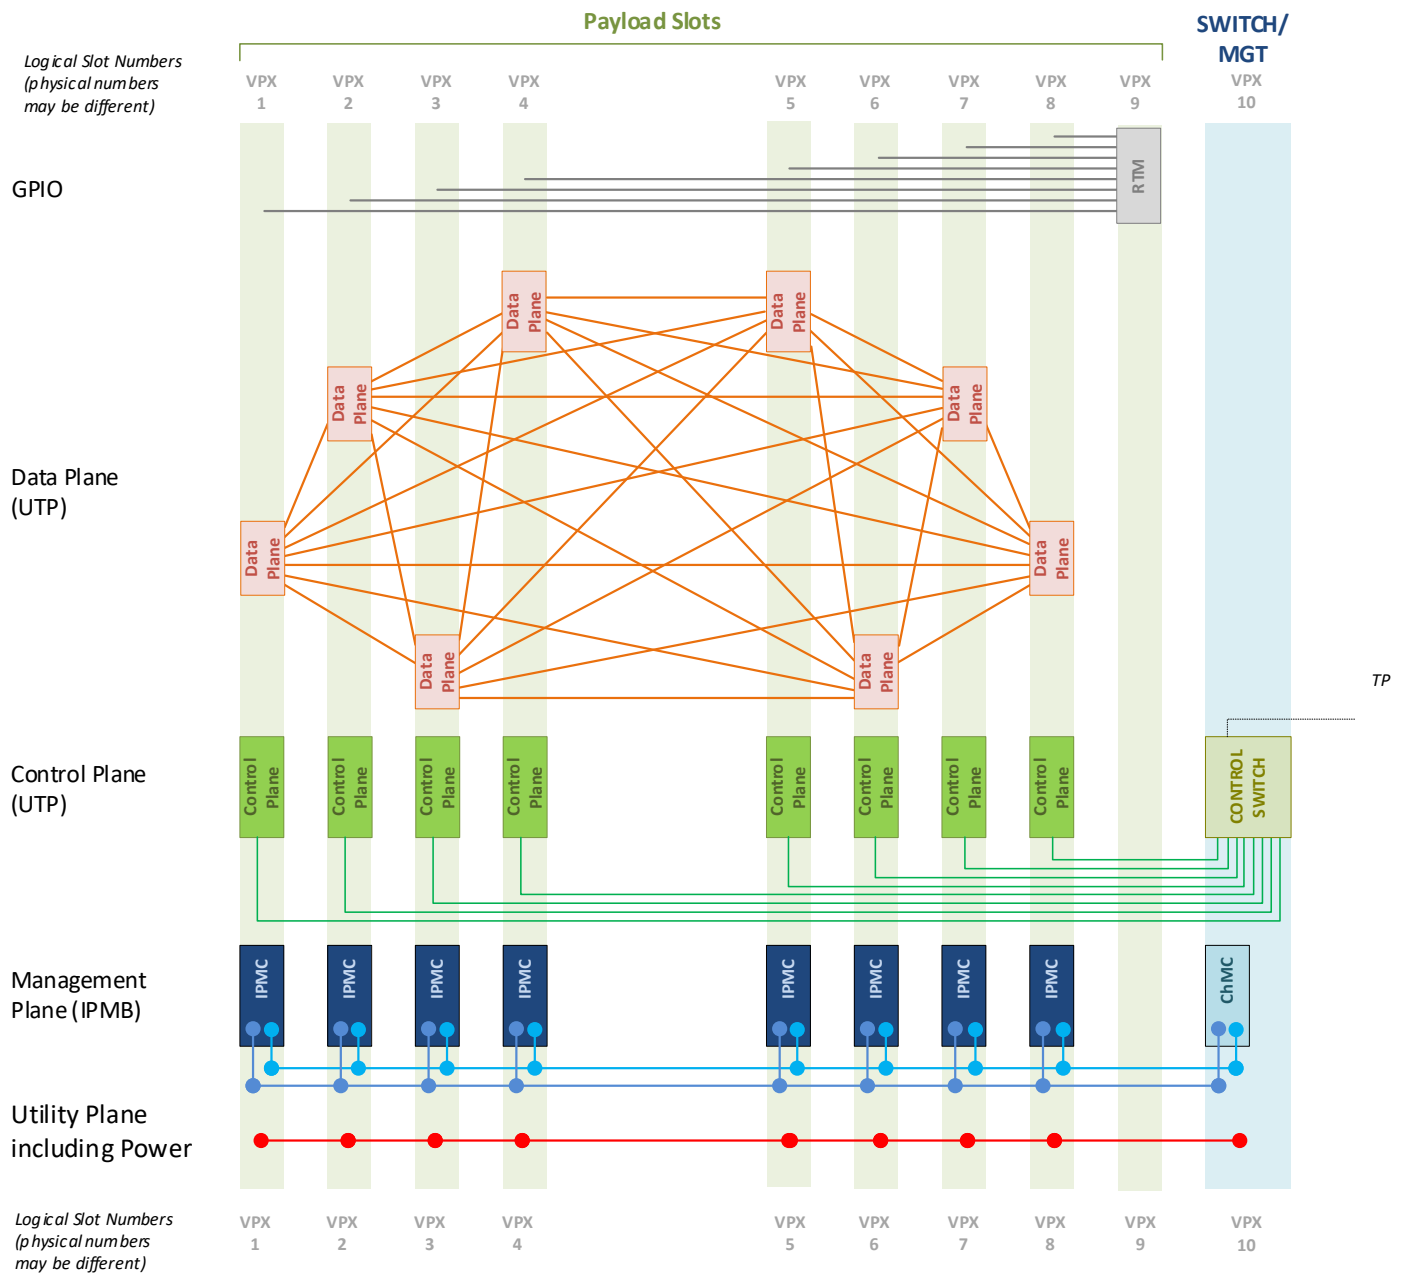 Payload Slots
SWITCH/
MGT
Logical Slot Numbers
(physical numbers
may be different)
VPX
1
VPX
2
VPX
3
VPX
4
VPX
5
VPX
6
VPX
7
VPX
8
VPX
9
VPX
10
GPIO
RTM
Data
Plane
Data
Plane
Data
Plane
Data
Plane
Data Plane
(UTP)
Data
Plane
Data
Plane
Data
Plane
Data
Plane
TP
Control Plane
(UTP)
Control
Plane
Control
Plane
Control
Plane
Control
Plane
Control
Plane
Control
Plane
Control
Plane
Control
Plane
CONTROL
SWITCH
Management
Plane (IPMB)
IPMC
IPMC
IPMC
IPMC
IPMC
IPMC
IPMC
IPMC
ChMC
Utility Plane
including Power
Logical Slot Numbers
(physical numbers
may be different)
VPX
1
VPX
2
VPX
3
VPX
4
VPX
5
VPX
6
VPX
7
VPX
8
VPX
9
VPX
10